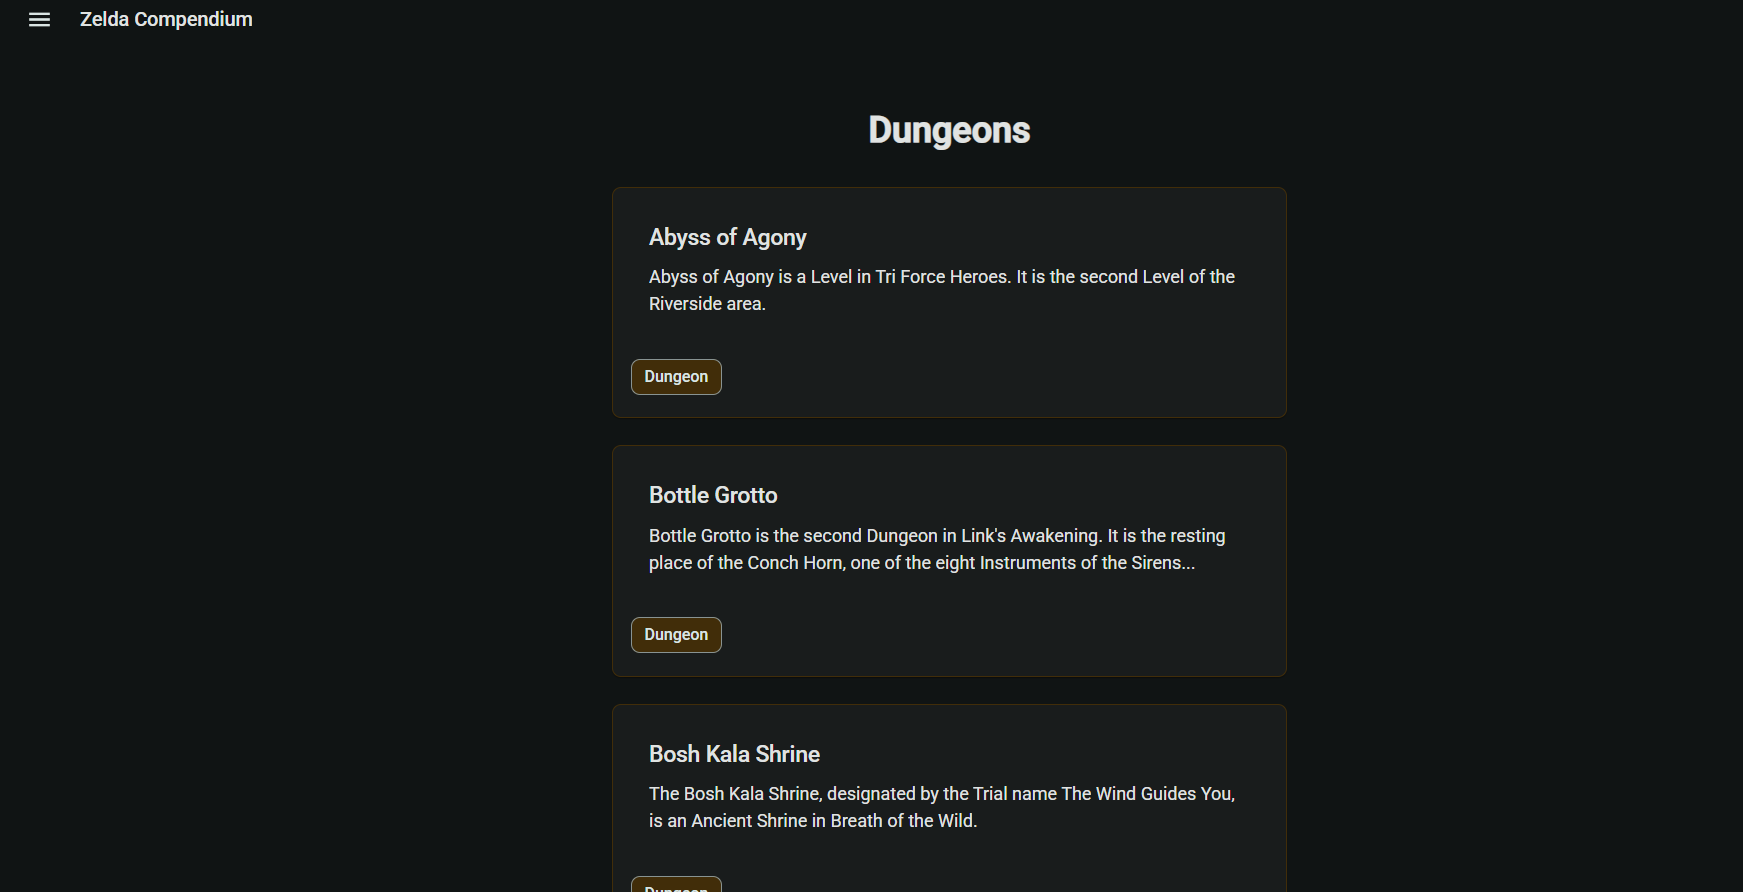 Zelda Compendium
Dungeons
Abyss of Agony
Abyss of Agony is a Level in Tri Force Heroes. It is the second Level of the
Riverside area.
Dungeon
Bottle Grotto
Bottle Grotto is the second Dungeon in Link's Awakening. It is the resting
place of the Conch Horn, one of the eight Instruments of the Sirens...
Dungeon
Bosh Kala Shrine
The Bosh Kala Shrine, designated by the Trial name The Wind Guides You,
is an Ancient Shrine in Breath of the Wild.
Dungeon